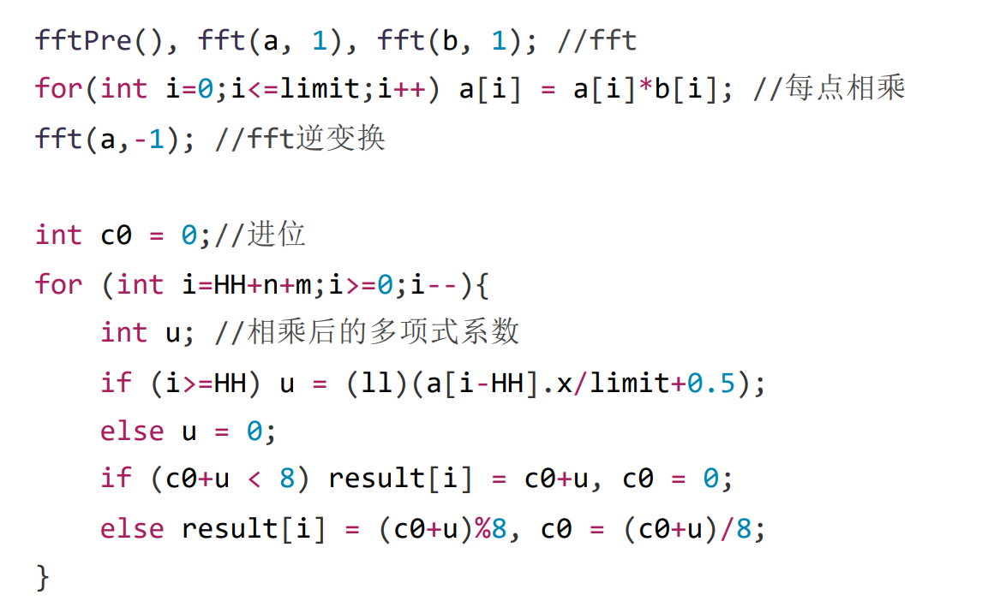 fftPre(), fft(a, 1), fft(b, 1); //fft
for(int i=0;i<=limit;i++) a[i] = a[i]*b[i]; //每点相乘
fft(a,-1); //fft逆变换
int c0 = 0;//进位
for (int i=HH+n+m;i>=0;i--){
    int u; //相乘后的多项式系数
    if (i>=HH) u = (ll)(a[i-HH].x/limit+0.5);
    else u = 0;
    if (c0+u < 8) result[i] = c0+u, c0 = 0;
    else result[i] = (c0+u)%8, c0 = (c0+u)/8;
}